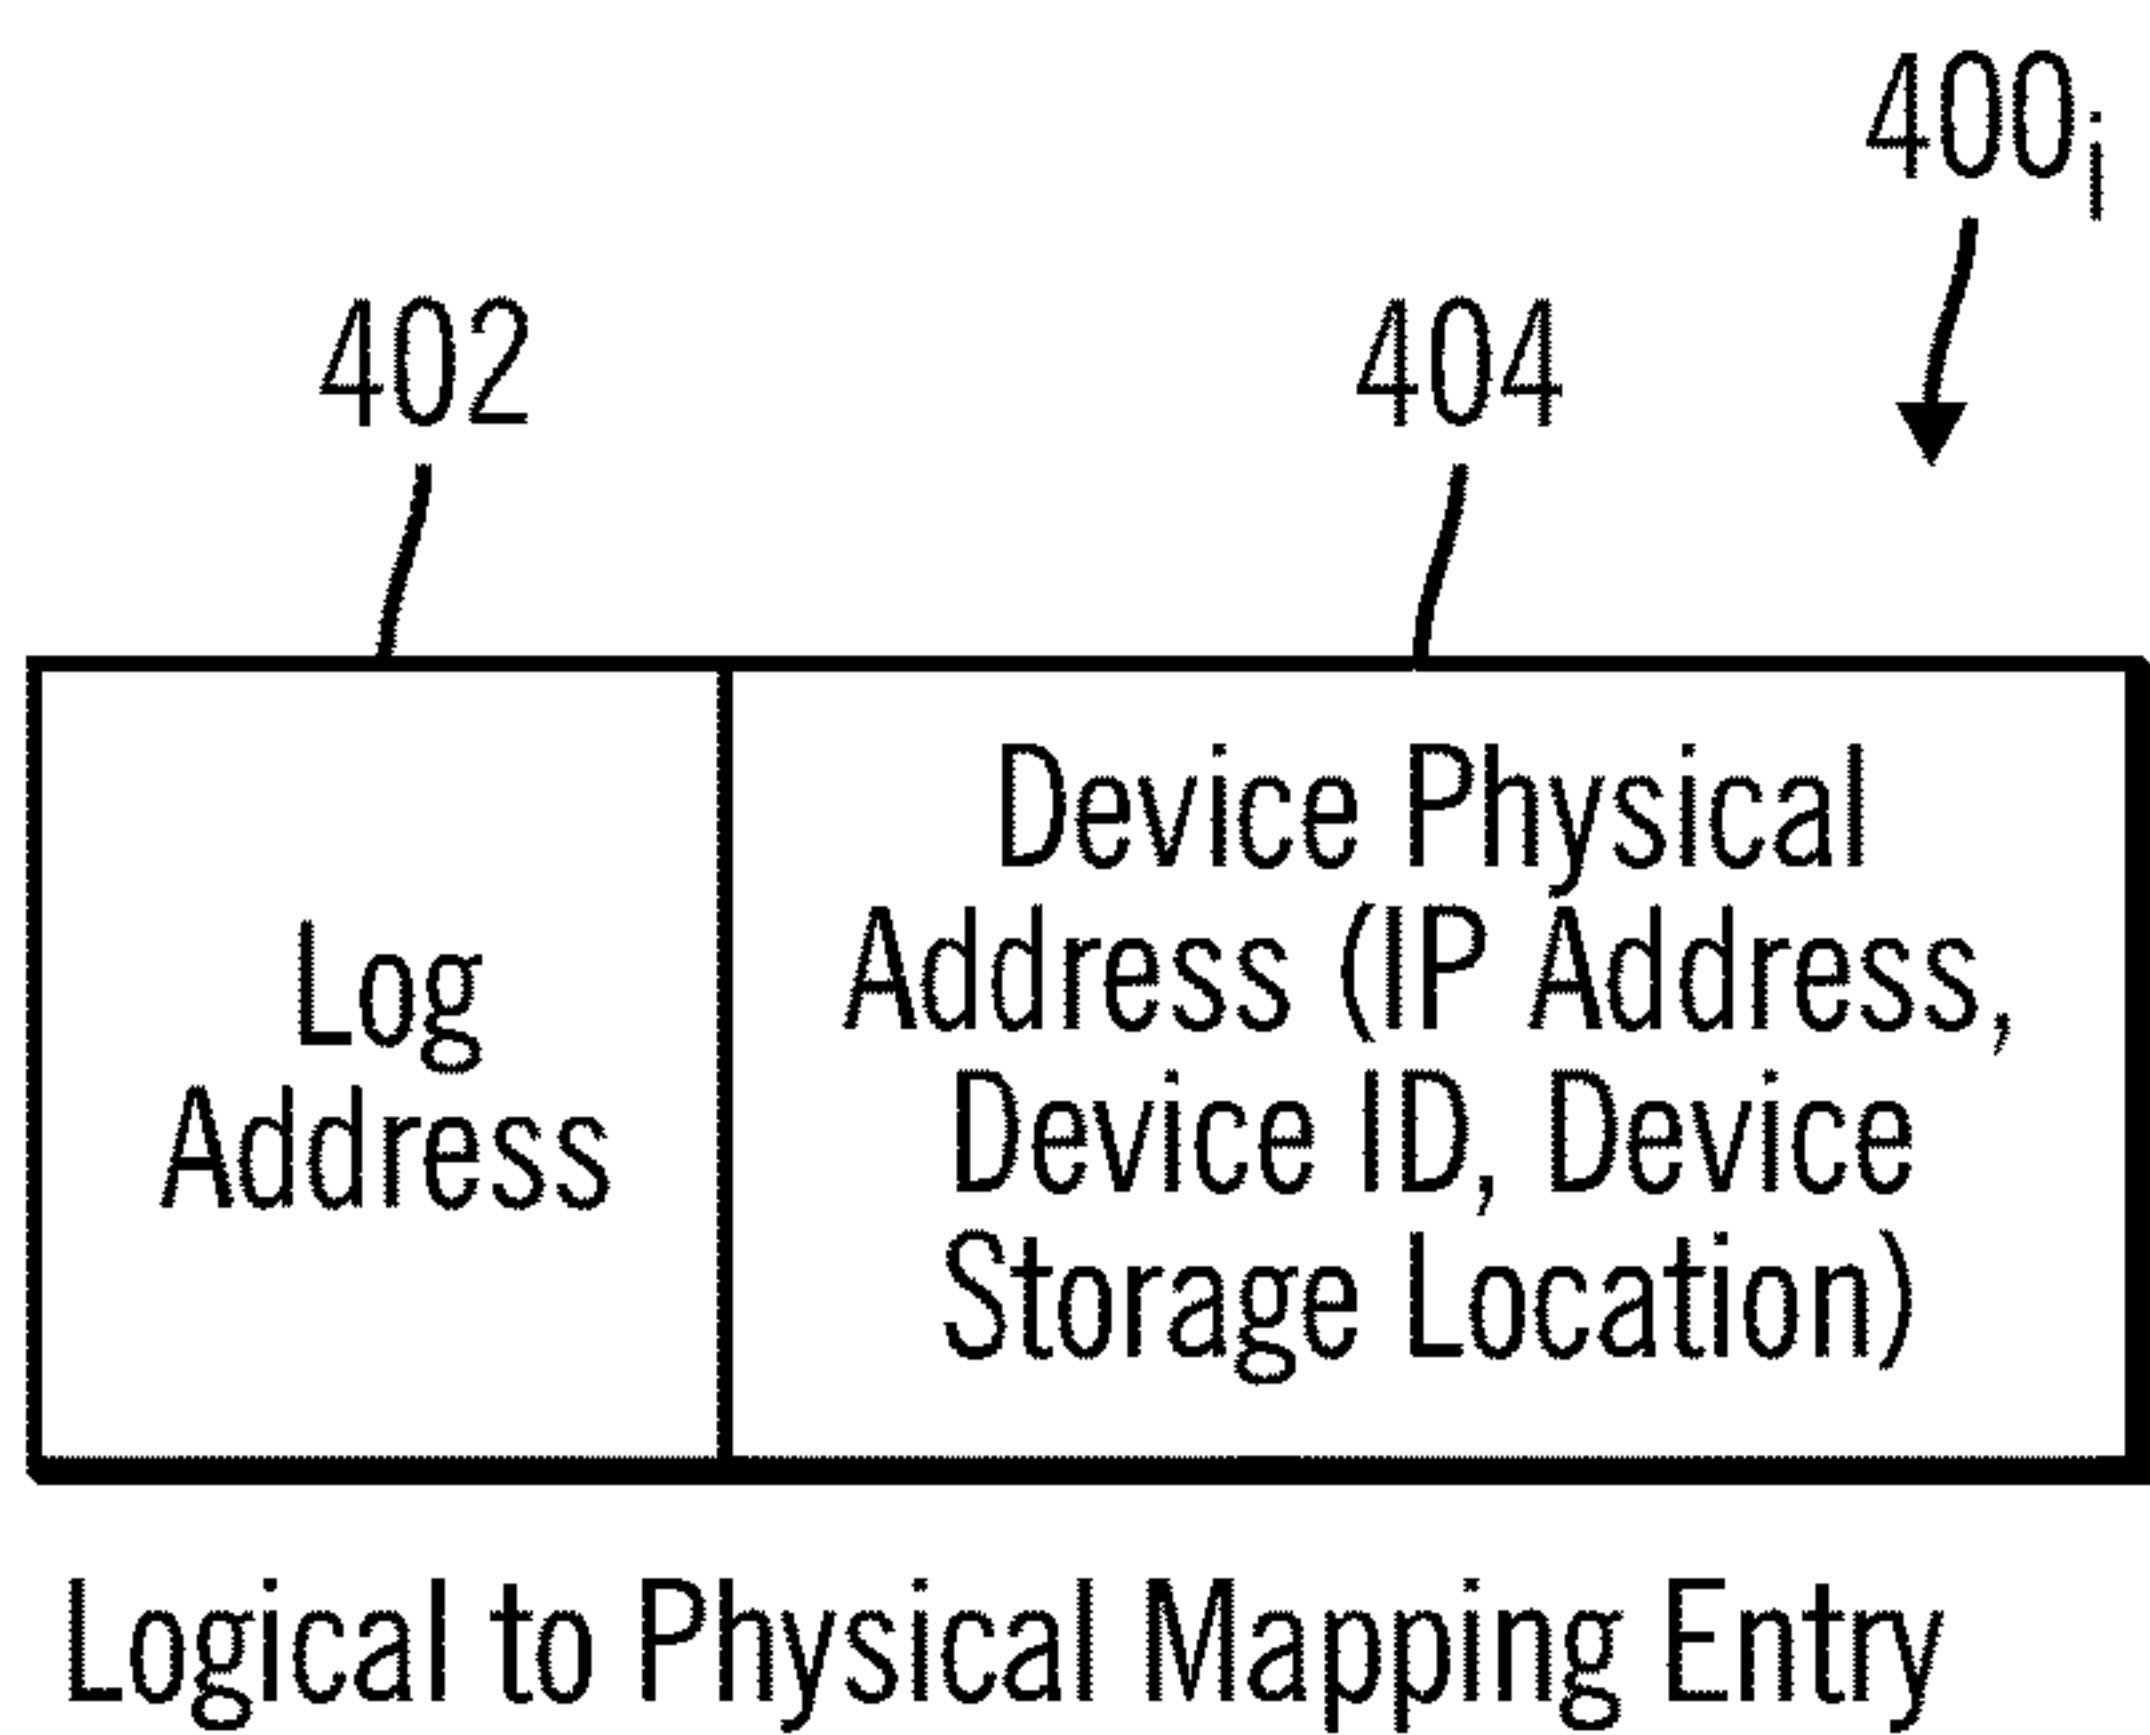 400i
402
404
Log
Address
Device Physical
Address (IP Address,
Device ID, Device
Storage Location)
Logical to Physical Mapping Entry